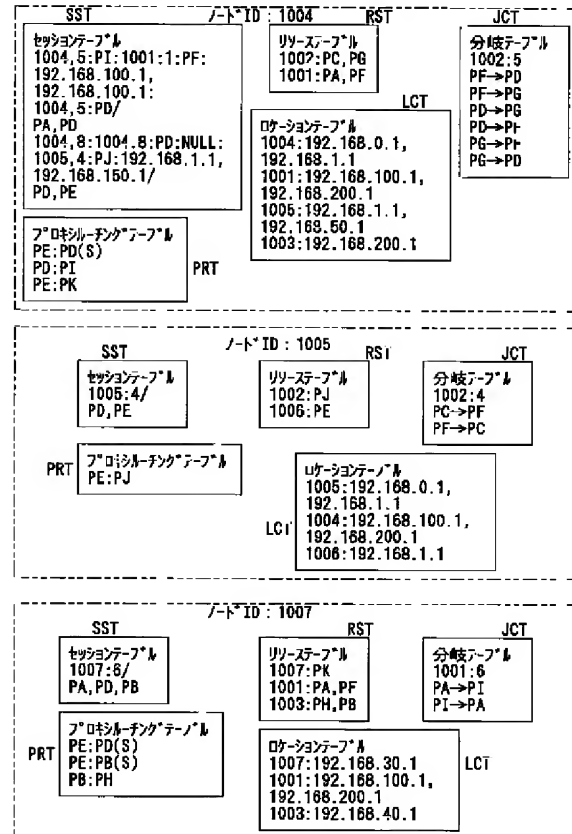 ノードID : 1004
SST
セッションテーブル
1004,5:PI:1001:1:PF:
192.168.100.1,
192.168.100.1:
1004,5:PD/
PA,PD
1004,8:1004.8:PD:NULL:
1005,4:PJ:192.168.1.1,
192.168.150.1/
PD,PE
RST
リソーステーブル
1002:PC,PG
1001:PA,PF
JCT
分岐テーブル
1002:5
PF→PD
PF→PG
PD→PG
PD→PF
PG→PF
PG→PD
LCT
ロケーションテーブル
1004:192.168.0.1,
192.168.1.1
1001:192.168.100.1,
192.168.200.1
1005:192.168.1.1,
192.168.50.1
1003:192.168.200.1
プロキシルーチングテーブル
PE:PD(S)
PD:PI
PE:PK
PRT
ノードID : 1005
SST
セッションテーブル
1005:4/
PD,PE
RST
リソーステーブル
1002:PJ
1006:PE
JCT
分岐テーブル
1002:4
PC→PF
PF→PC
PRT
プロキシルーチングテーブル
PE:PJ
LCT
ロケーションテーブル
1005:192.168.0.1,
192.168.1.1
1004:192.168.100.1,
192.168.200.1
1006:192.168.1.1
ノードID : 1007
SST
セッションテーブル
1007:6/
PA,PD,PB
RST
リソーステーブル
1007:PK
1001:PA,PF
1003:PH,PB
JCT
分岐テーブル
1001:6
PA→PI
PI→PA
PRT
プロキシルーチングテーブル
PE:PD(S)
PE:PB(S)
PB:PH
LCT
ロケーションテーブル
1007:192.168.30.1
1001:192.168.100.1,
192.168.200.1
1003:192.168.40.1